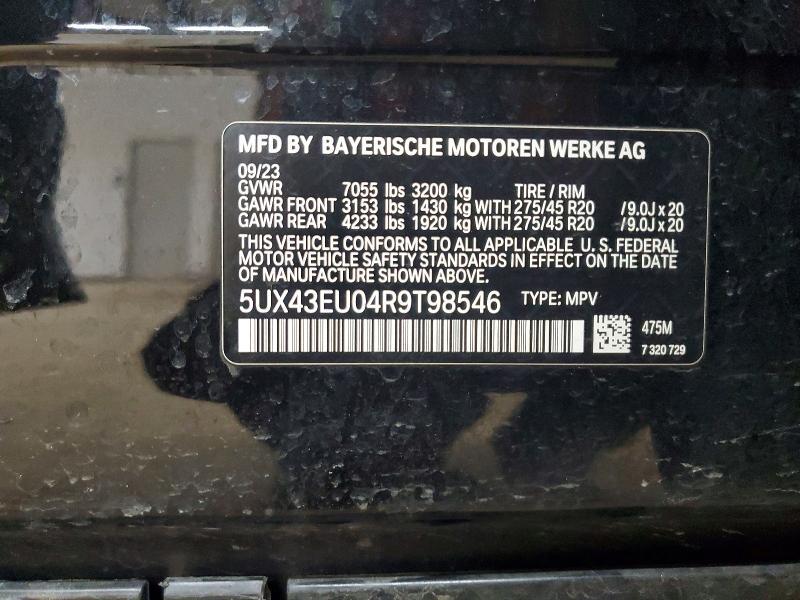 MFD BY BAYERISCHE MOTOREN WERKE AG
09/23
GVWR 7055 lbs 3200 kg TIRE / RIM
GAWR FRONT 3153 lbs 1430 kg WITH 275/45 R20 /9.0J x 20
GAWR REAR 4233 lbs 1920 kg WITH 275/45 R20 /9.0J x 20
THIS VEHICLE CONFORMS TO ALL APPLICABLE U. S. FEDERAL
MOTOR VEHICLE SAFETY STANDARDS IN EFFECT ON THE DATE
OF MANUFACTURE SHOWN ABOVE.
5UX43EU04R9T98546 TYPE: MPV
475M
7 320 729